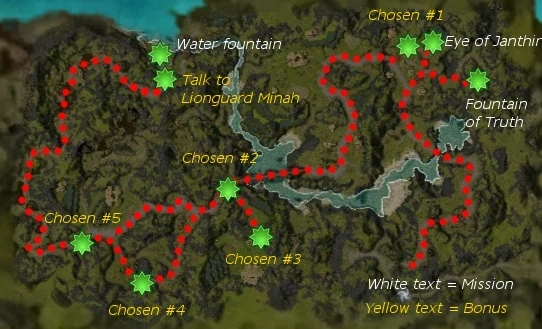 Chosen #1
Eye of Janthir
Water fountain
Talk to
Lionguard Minah
Fountain
of Truth
Chosen #2
Chosen #5
Chosen #3
Chosen #4
White text = Mission
Yellow text = Bonus